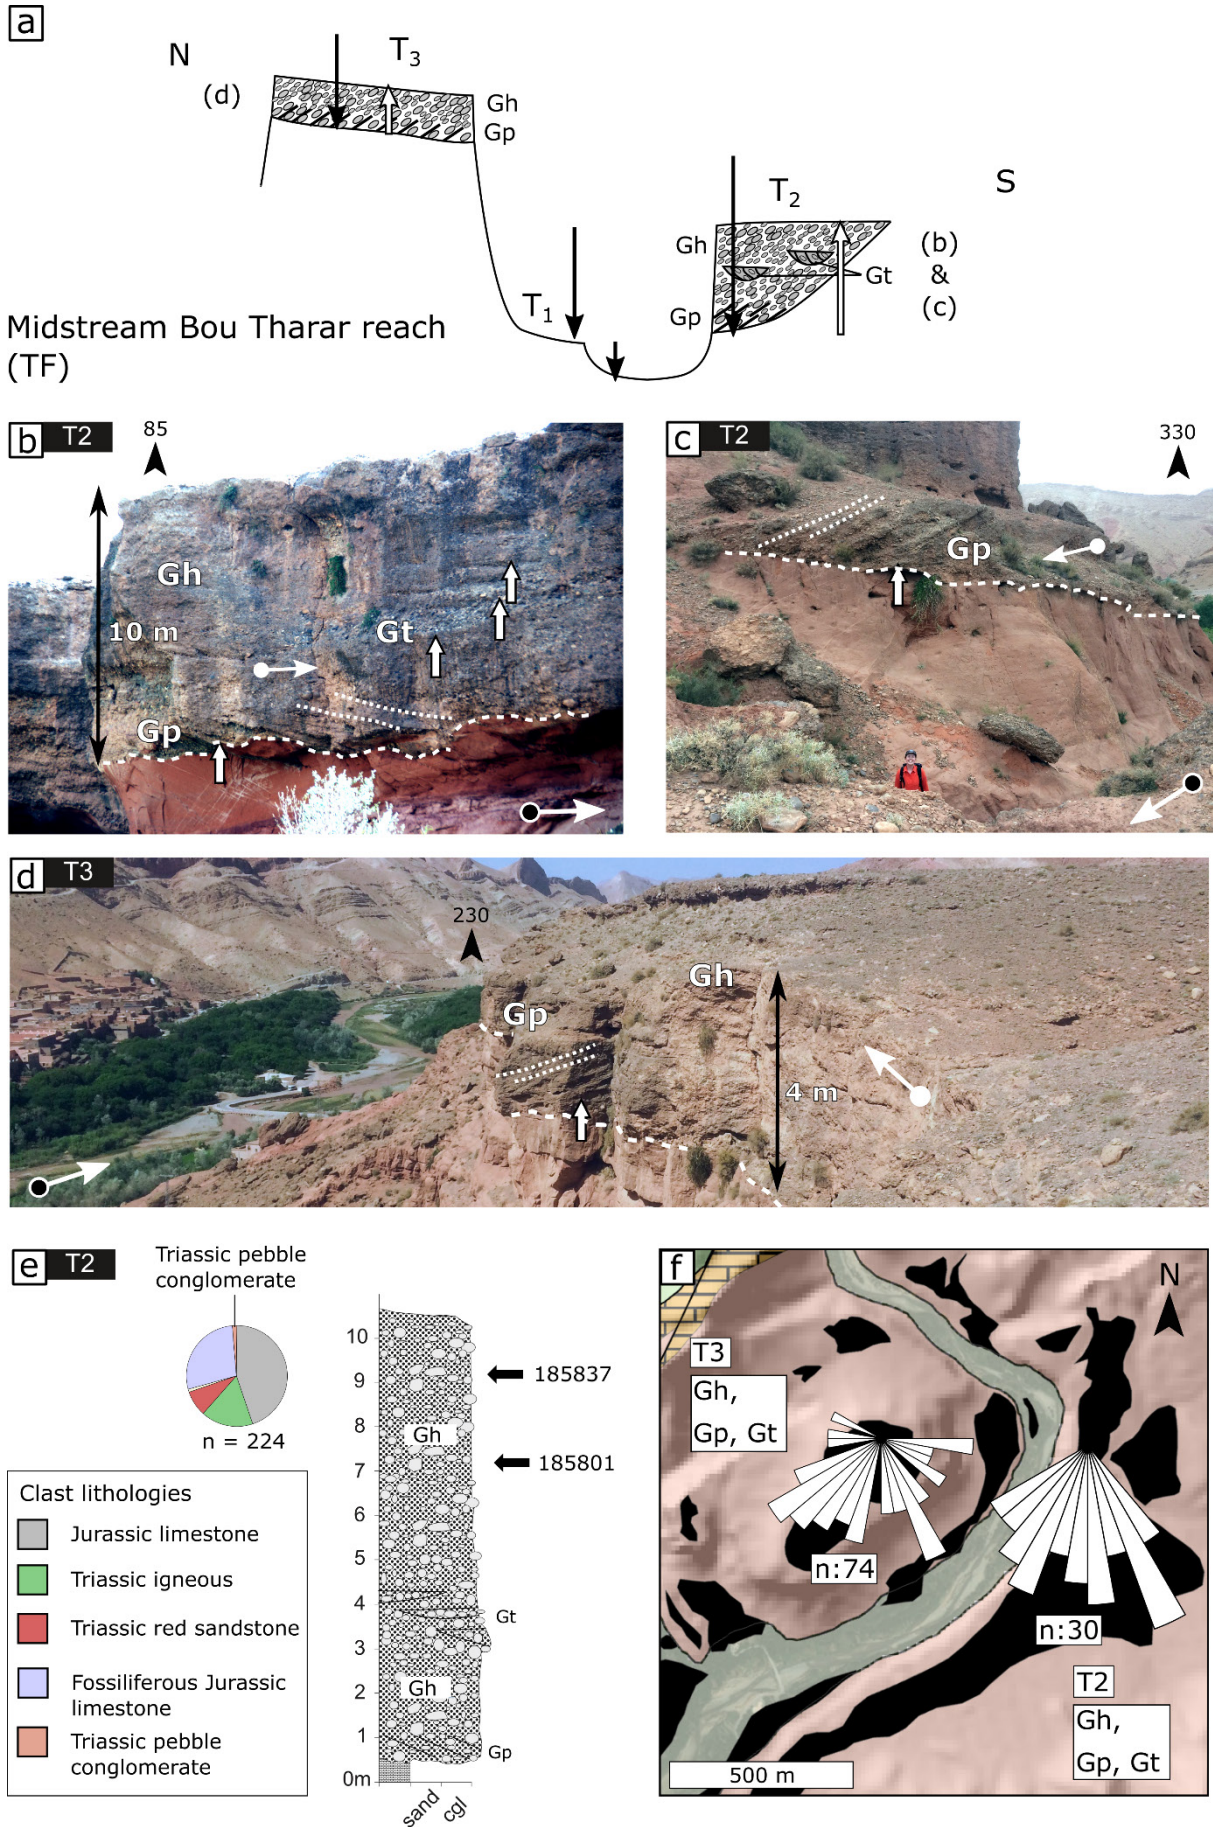 a
N
T3
(d)
Gh
Gp
S
T2
Gh
(b)
&
(c)
Gt
Gp
T1
Midstream Bou Tharar reach
(TF)
b T2
85
Gh
10 m
Gt
Gp
c T2
330
Gp
d T3
230
Gh
Gp
4 m
e T2
Triassic pebble
conglomerate
n = 224
Clast lithologies
Jurassic limestone
Triassic igneous
Triassic red sandstone
Fossiliferous Jurassic
limestone
Triassic pebble
conglomerate
10
9
8
7
6
5
4
3
2
1
0m
sand
cgl
Gh
Gt
Gh
Gp
185837
185801
f
N
T3
Gh,
Gp, Gt
n:74
n:30
T2
Gh,
Gp, Gt
500 m